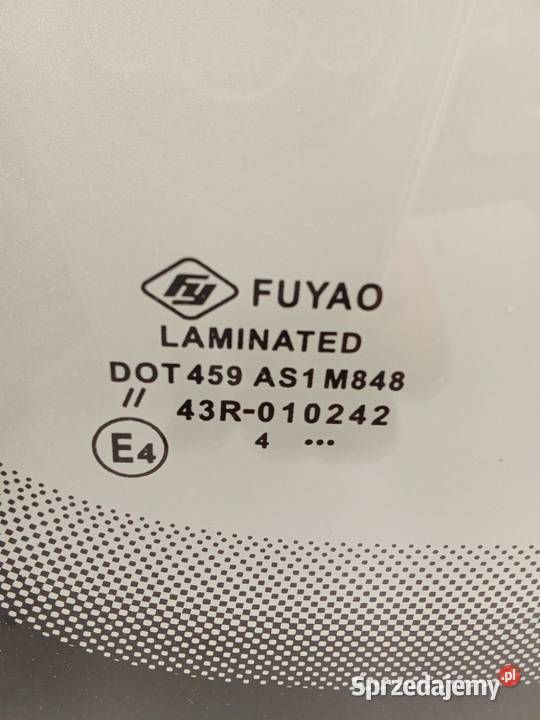 Fy FUYAO
LAMINATED
DOT 459 AS1 M848
// 43R-010242
E4
4 ...
Sprzedajemy.pl